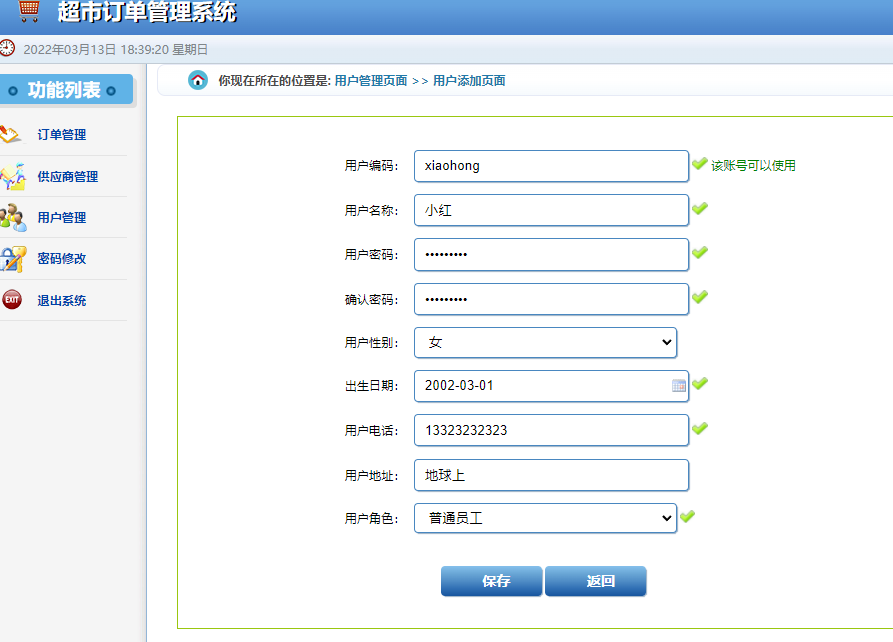 超市订单管理系统
2022年03月13日 18:39:20 星期日
功能列表
订单管理
供应商管理
用户管理
密码修改
EXIT
退出系统
你现在所在的位置是: 用户管理页面 >> 用户添加页面
用户编码: xiaohong 该账号可以使用
用户名称: 小红
用户密码: •••••••••
确认密码: •••••••••
用户性别: 女
出生日期: 2002-03-01
用户电话: 13323232323
用户地址: 地球上
用户角色: 普通员工
保存 返回